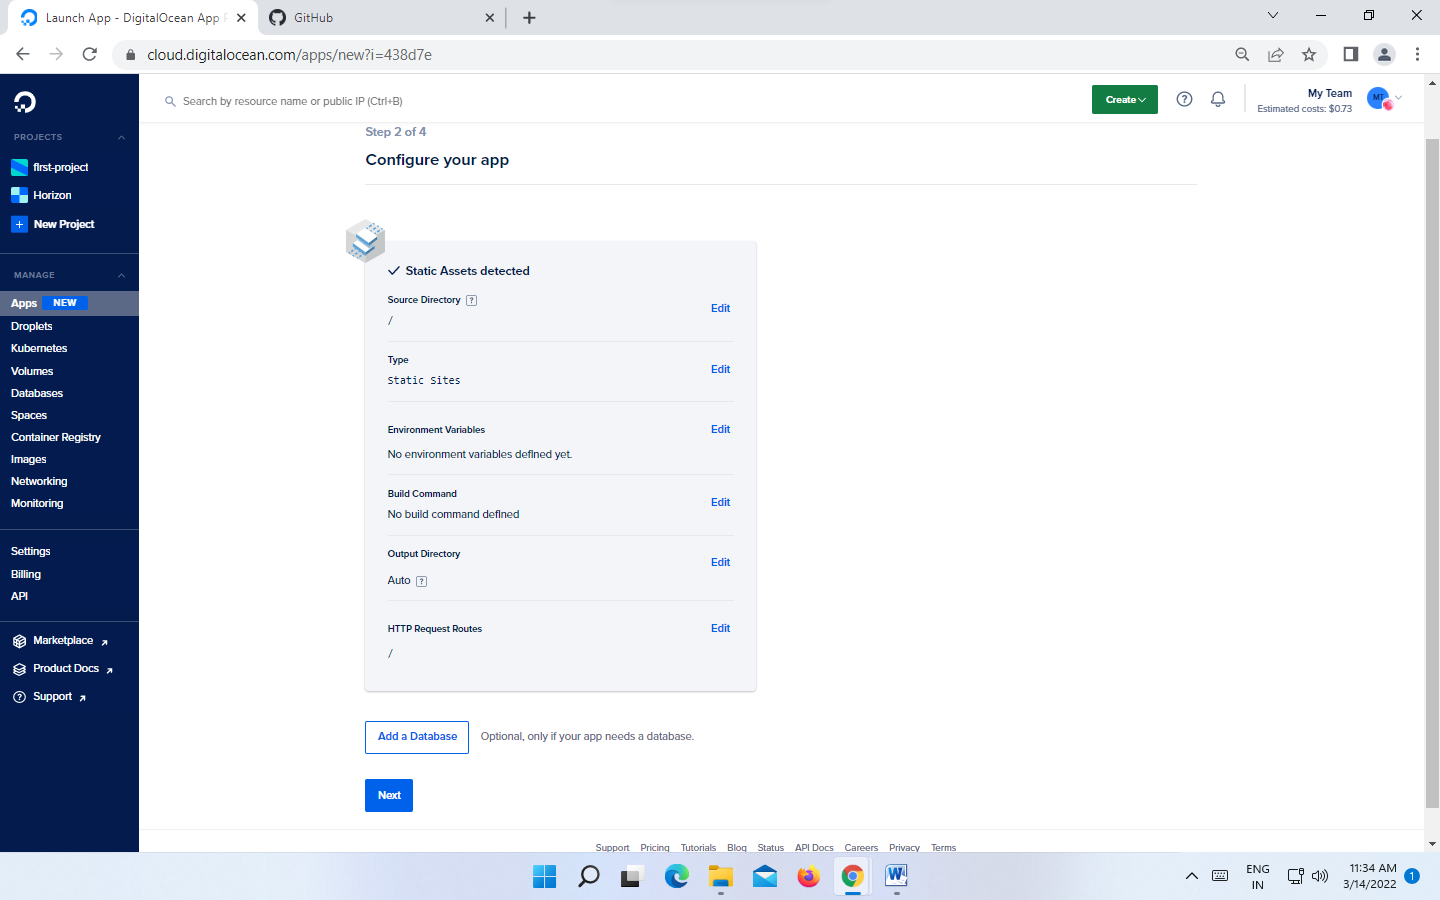 Launch App - DigitalOcean App P
GitHub
cloud.digitalocean.com/apps/new?i=438d7e
Search by resource name or public IP (Ctrl+B)
Create
?
My Team
Estimated costs: $0.73
MT
PROJECTS
first-project
Horizon
+ New Project
MANAGE
Apps NEW
Droplets
Kubernetes
Volumes
Databases
Spaces
Container Registry
Images
Networking
Monitoring
Settings
Billing
API
Marketplace
Product Docs
? Support
Step 2 of 4
Configure your app
Static Assets detected
Source Directory ?
Edit
/
Type
Edit
Static Sites
Environment Variables
Edit
No environment variables defined yet.
Build Command
Edit
No build command defined
Output Directory
Edit
Auto ?
HTTP Request Routes
Edit
/
Add a Database
Optional, only if your app needs a database.
Next
Support Pricing Tutorials Blog Status API Docs Careers Privacy Terms
W
ENG
IN
11:34 AM
3/14/2022
1